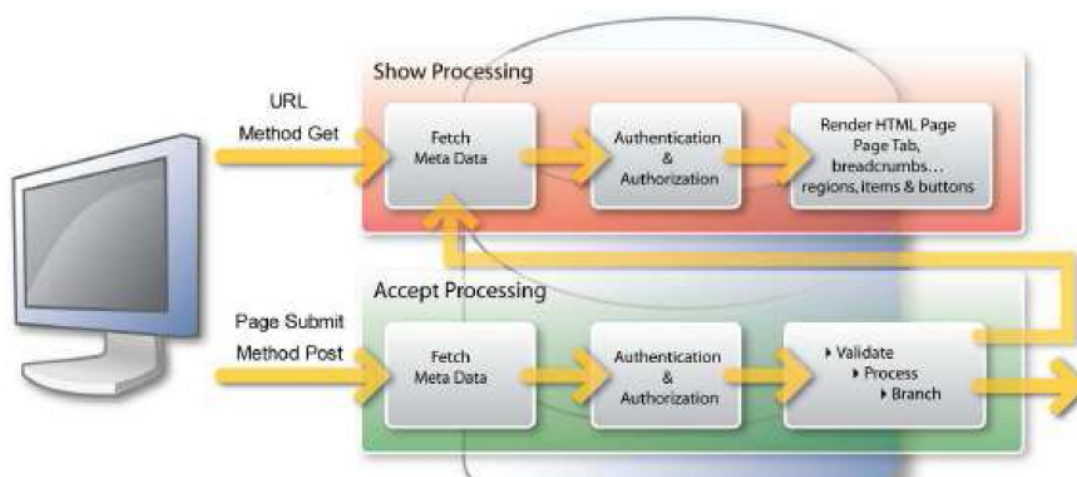 Show Processing
URL
Method Get
Fetch
Meta Data
Authentication
&
Authorization
Render HTML Page
Page Tab,
breadcrumbs...
regions, items & buttons
Accept Processing
Page Submit
Method Post
Fetch
Meta Data
Authentication
&
Authorization
Validate
Process
Branch